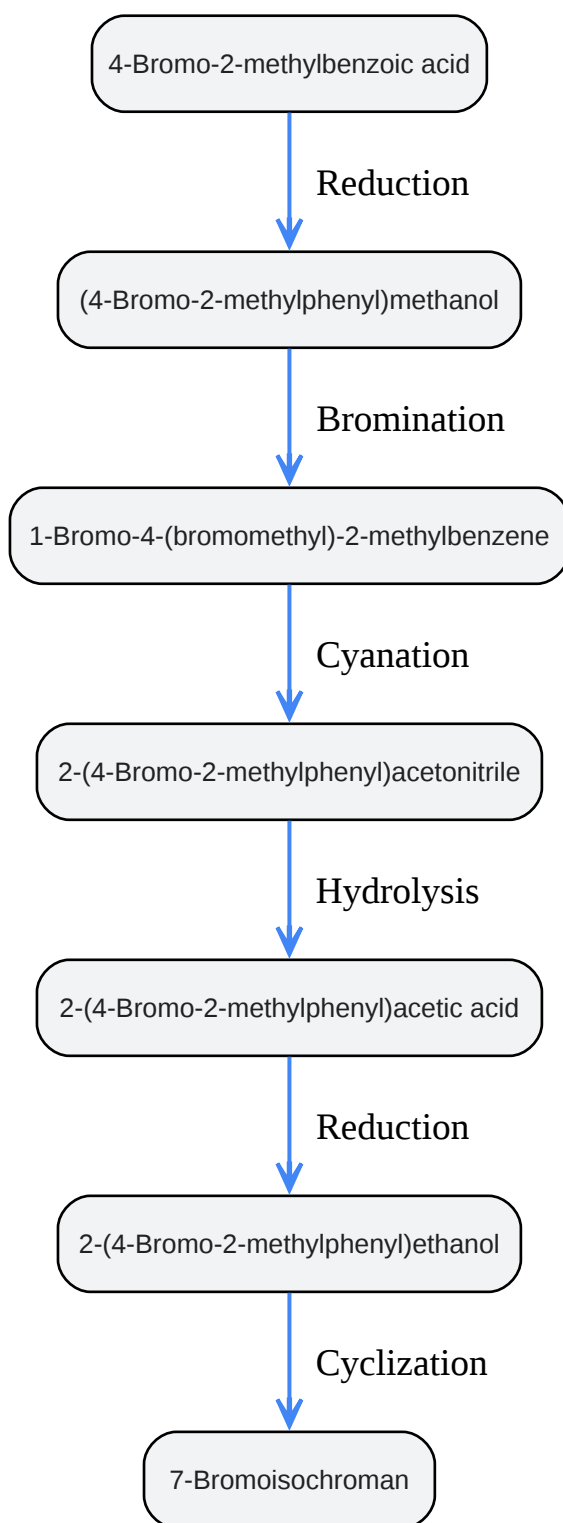 4-Bromo-2-methylbenzoic acid
Reduction
(4-Bromo-2-methylphenyl)methanol
Bromination
1-Bromo-4-(bromomethyl)-2-methylbenzene
Cyanation
2-(4-Bromo-2-methylphenyl)acetonitrile
Hydrolysis
2-(4-Bromo-2-methylphenyl)acetic acid
Reduction
2-(4-Bromo-2-methylphenyl)ethanol
Cyclization
7-Bromoisochroman